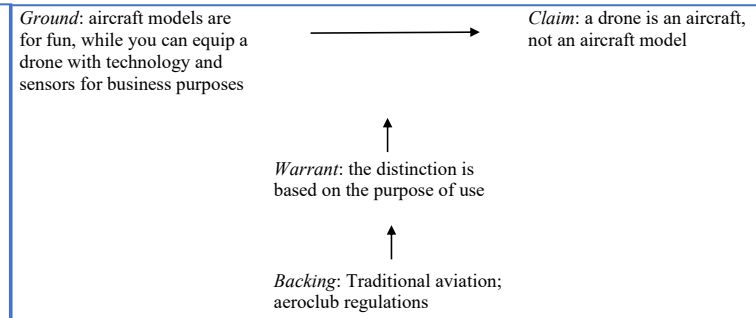 Ground: aircraft models are
for fun, while you can equip a
drone with technology and
sensors for business purposes
Claim: a drone is an aircraft,
not an aircraft model
Warrant: the distinction is
based on the purpose of use
Backing: Traditional aviation;
aeroclub regulations